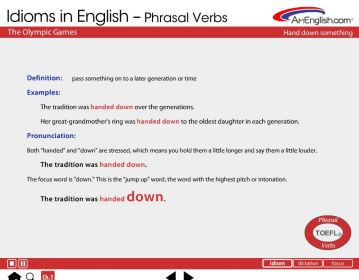 Idioms in English – Phrasal Verbs
AmEnglish.com®
The Olympic Games
Hand down something
Definition: pass something on to a later generation or time
Examples:
The tradition was handed down over the generations.
Her great-grandmother's ring was handed down to the oldest daughter in each generation.
Pronunciation:
Both "handed" and "down" are stressed, which means you hold them a little longer and say them a little louder.
The tradition was handed down.
The focus word is "down." This is the "jump up" word, the word with the highest pitch or intonation.
The tradition was handed down.
Phrasal
TOEFL®
Verbs
idiom dictation focus